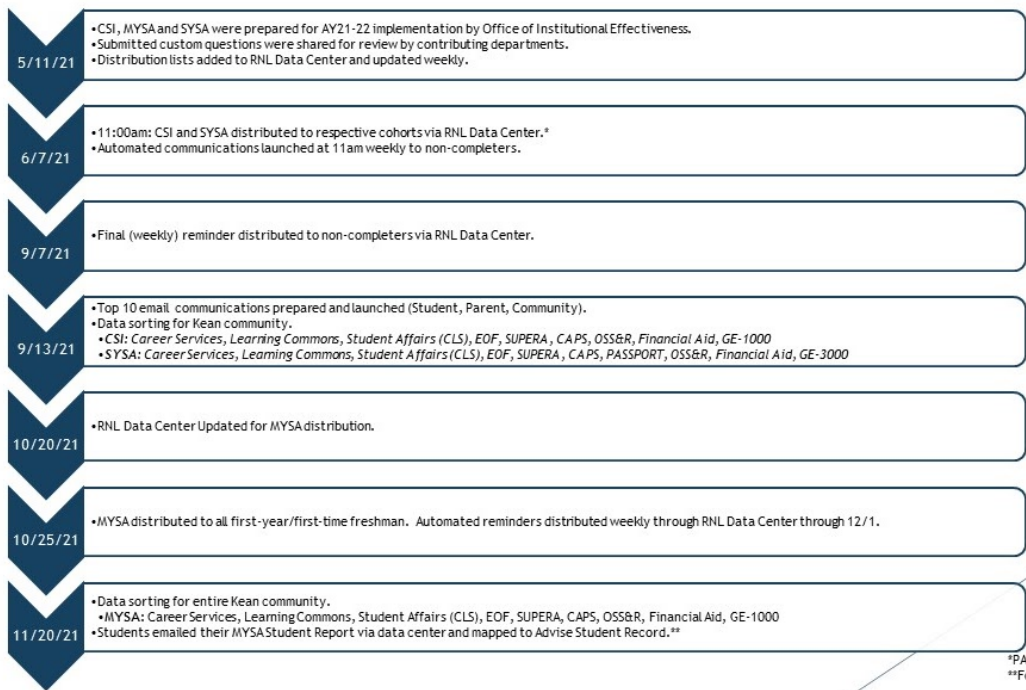 •CSI, MYSA and SYSA were prepared for AY21-22 implementation by Office of Institutional Effectiveness.
•Submitted custom questions were shared for review by contributing departments.
•Distribution lists added to RNL Data Center and updated weekly.
5/11/21
•11:00am: CSI and SYSA distributed to respective cohorts via RNL Data Center.*
•Automated communications launched at 11am weekly to non-completers.
6/7/21
•Final (weekly) reminder distributed to non-completers via RNL Data Center.
9/7/21
•Top 10 email communications prepared and launched (Student, Parent, Community).
•Data sorting for Kean community.
•CSI: Career Services, Learning Commons, Student Affairs (CLS), EOF, SUPERA, CAPS, OSS&R, Financial Aid, GE-1000
•SYSA: Career Services, Learning Commons, Student Affairs (CLS), EOF, SUPERA, CAPS, PASSPORT, OSS&R, Financial Aid, GE-3000
9/13/21
•RNL Data Center Updated for MYSA distribution.
10/20/21
•MYSA distributed to all first-year/first-time freshman. Automated reminders distributed weekly through RNL Data Center through 12/1.
10/25/21
•Data sorting for entire Kean community.
•MYSA: Career Services, Learning Commons, Student Affairs (CLS), EOF, SUPERA, CAPS, OSS&R, Financial Aid, GE-1000
•Students emailed their MYSA Student Report via data center and mapped to Advise Student Record.**
11/20/21